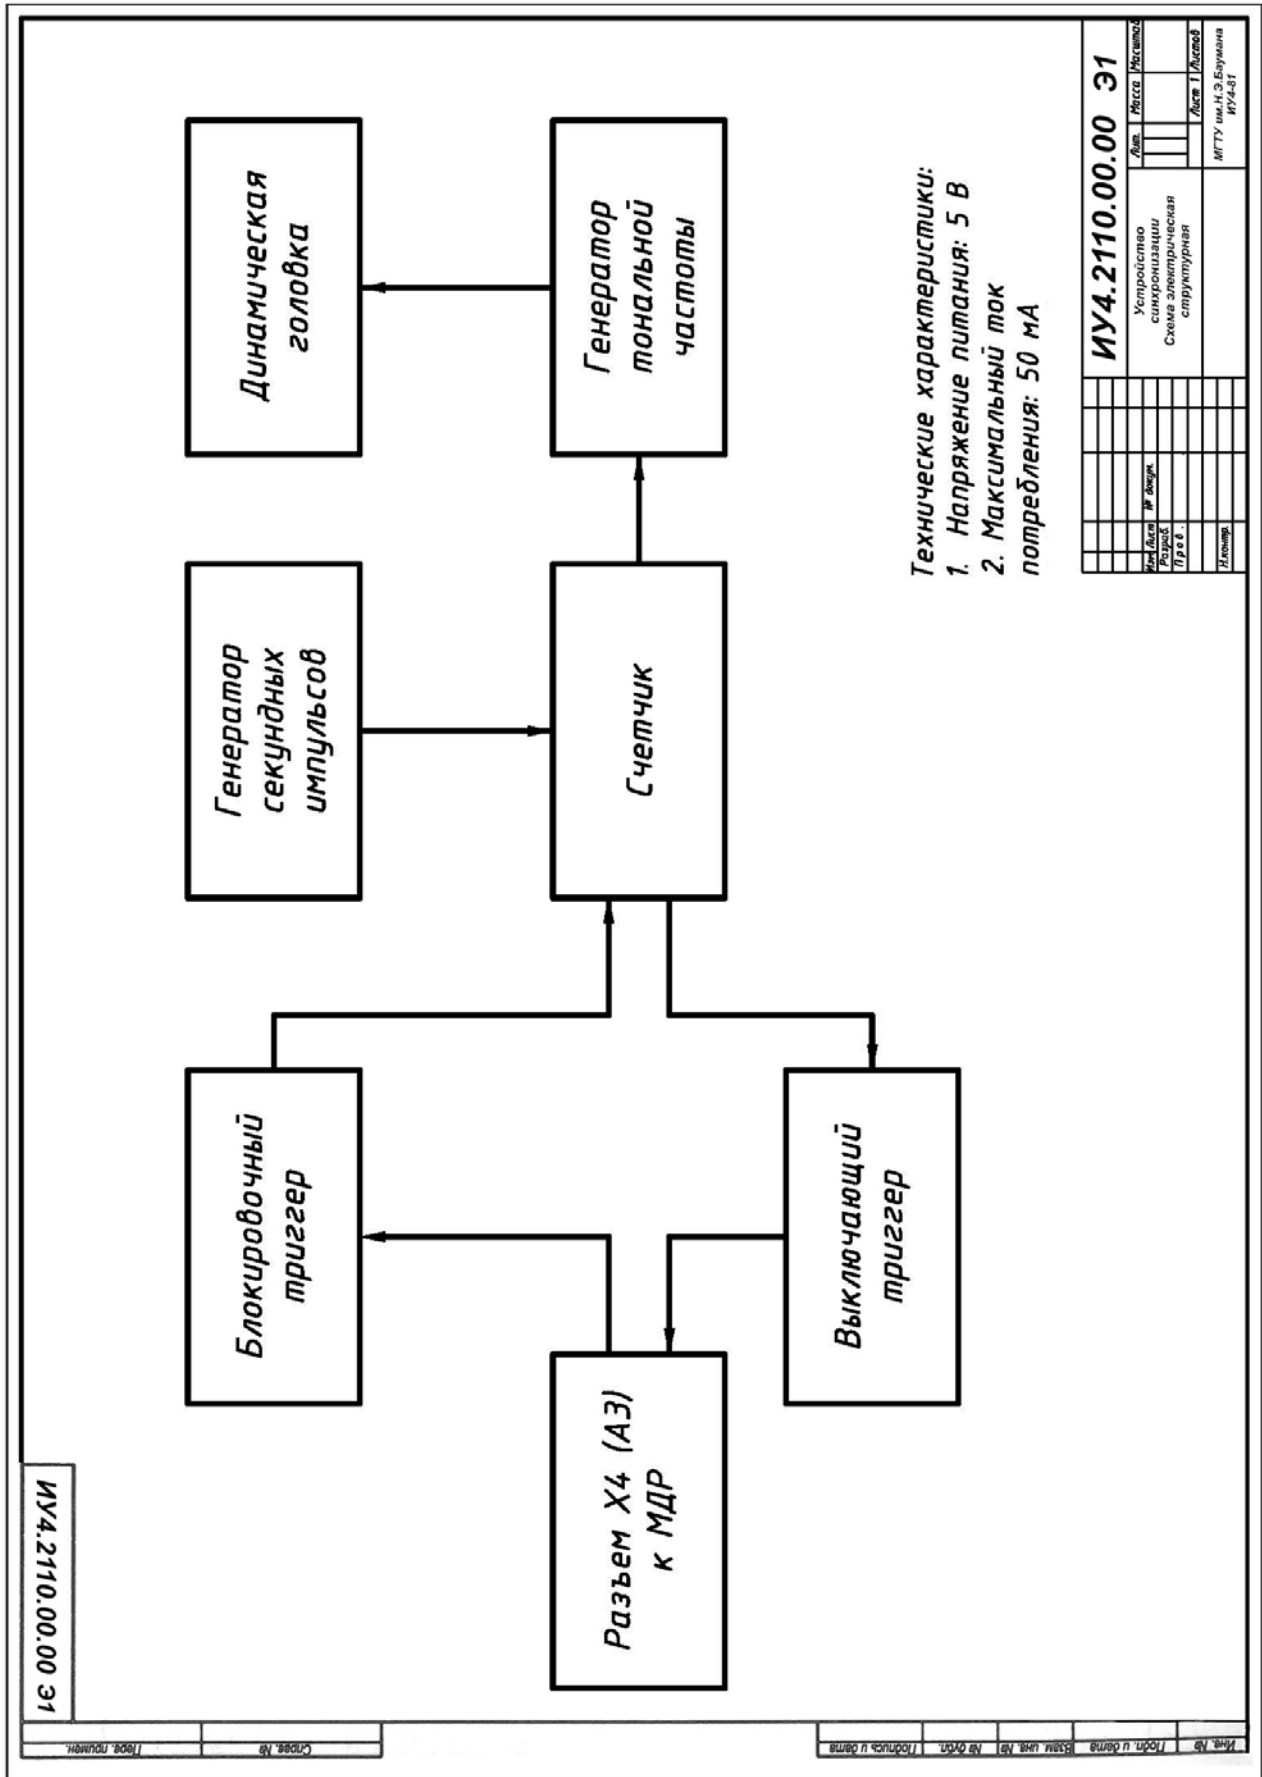 ИУ4.2110.00.00 Э1
Перв. примен.
Справ. №
Подпись и дата
№ дубл.
Взам. инв. №
Подп. и дата
Инв. №
Блокировочный
триггер
Генератор
секундных
импульсов
Динамическая
головка
Разъем X4 (А3)
к МДР
Счетчик
Генератор
тональной
частоты
Выключающий
триггер
Технические характеристики:
1. Напряжение питания: 5 В
2. Максимальный ток
потребления: 50 мА
ИУ4.2110.00.00 Э1
Изм Лист № докум.
Разраб.
Пров.
Н.контр.
Устройство
синхронизации
Схема электрическая
структурная
Лит. Масса Масштаб
Лист 1 Листов
МГТУ им.Н.Э.Баумана
ИУ4-81